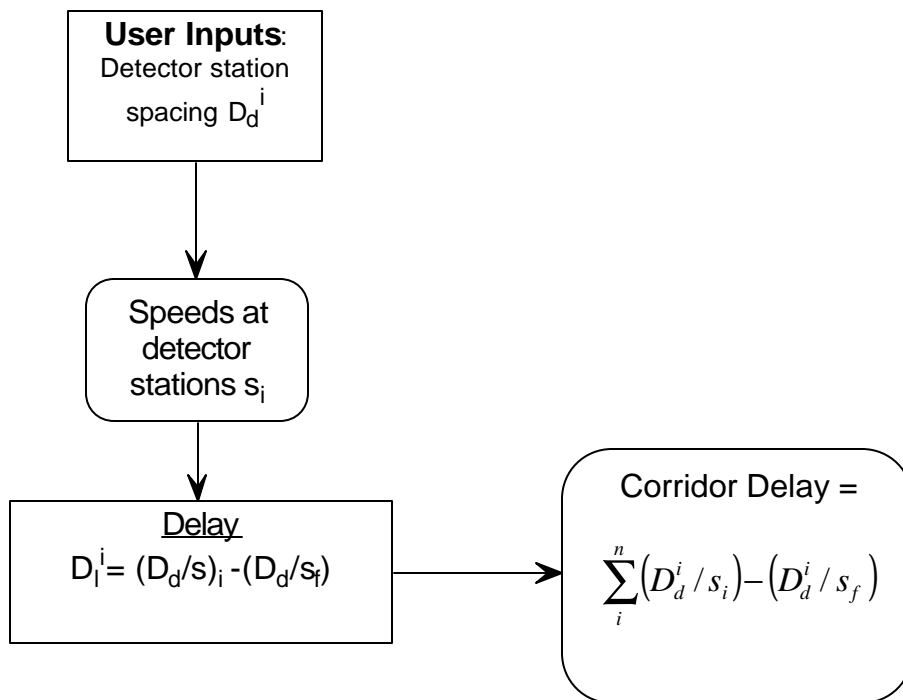 User Inputs:
Detector station
spacing D_d^i
Speeds at
detector
stations s_i
Delay
D_l^i = (D_d/s)_i -(D_d/s_f)
Corridor Delay =
\sum_i^n (D_d^i / s_i) − (D_d^i / s_f)